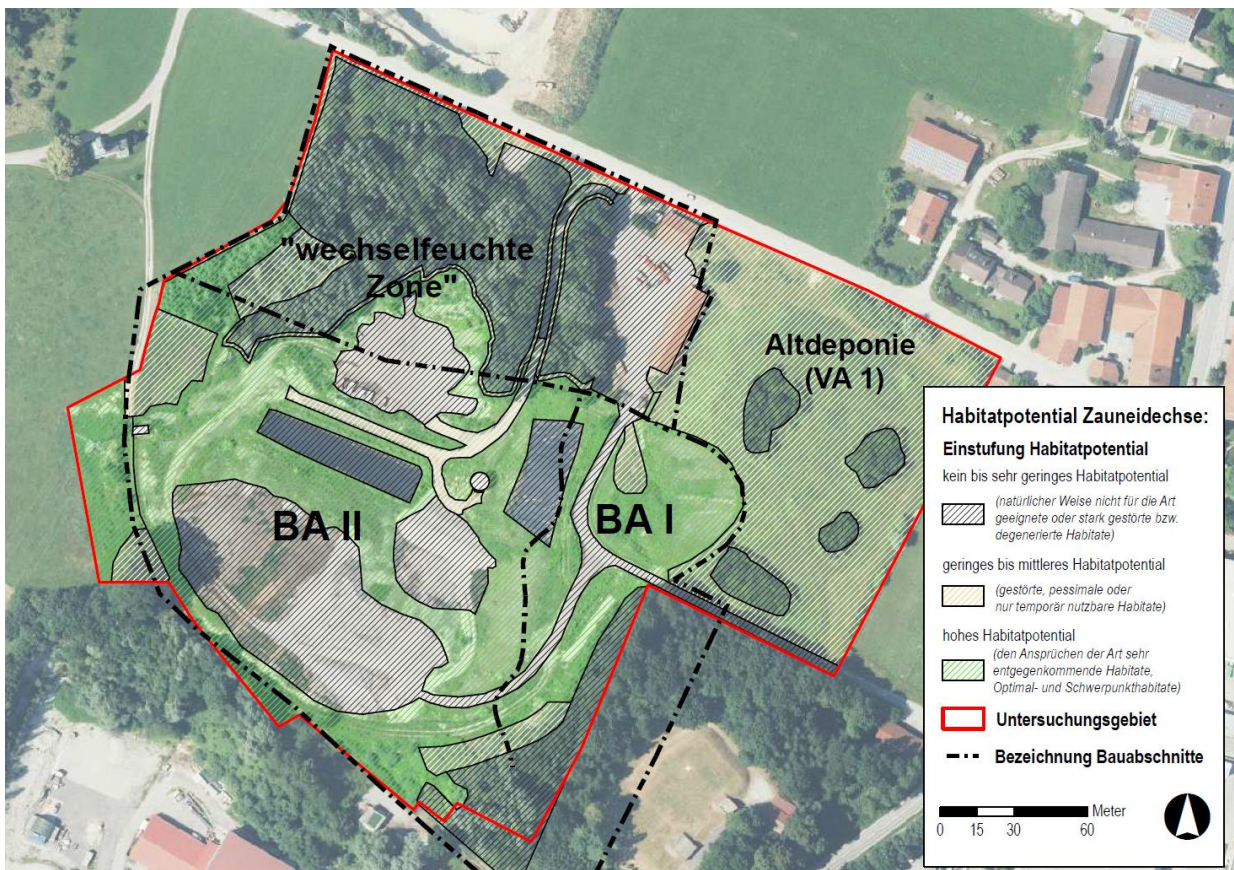 "wechselfeuchte
Zone"
Altdeponie
(VA 1)
BA II
BA I
Habitatpotential Zauneidechse:
Einstufung Habitatpotential
kein bis sehr geringes Habitatpotential
(natürlicher Weise nicht für die Art
geeignete oder stark gestörte bzw.
degenerierte Habitate)
geringes bis mittleres Habitatpotential
(gestörte, pessimale oder
nur temporär nutzbare Habitate)
hohes Habitatpotential
(den Ansprüchen der Art sehr
entgegenkommende Habitate,
Optimal- und Schwerpunkthabitate)
Untersuchungsgebiet
Bezeichnung Bauabschnitte
Meter
0 15 30 60